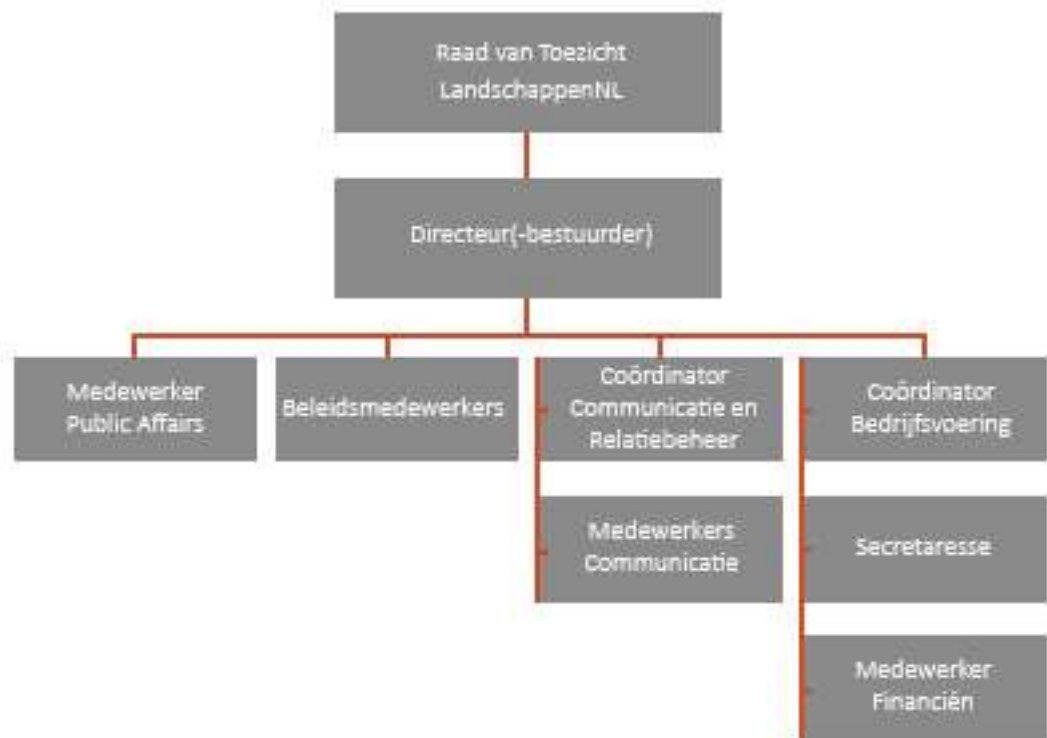 Raad van Toezicht
LandschappenNL
Directeur(-bestuurder)
Medewerker
Public Affairs
Beleidsmedewerkers
Coördinator
Communicatie en
Relatiebeheer
Coördinator
Bedrijfsvoering
Medewerkers
Communicatie
Secretaresse
Medewerker
Financiën